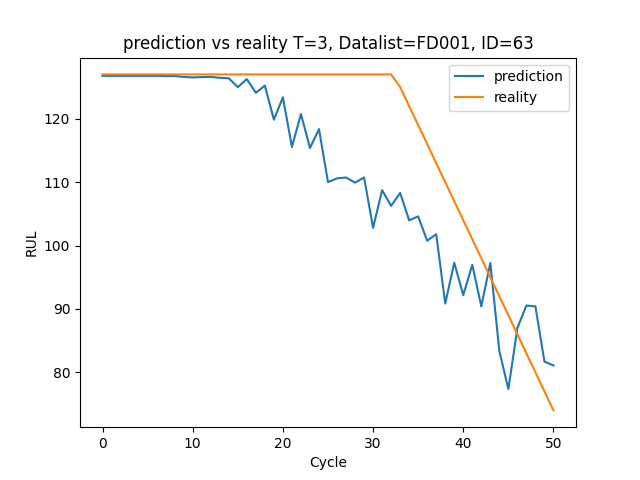 prediction vs reality T=3, Datalist=FD001, ID=63
prediction
reality
120
110
100
90
80
RUL
0 10 20 30 40 50
Cycle